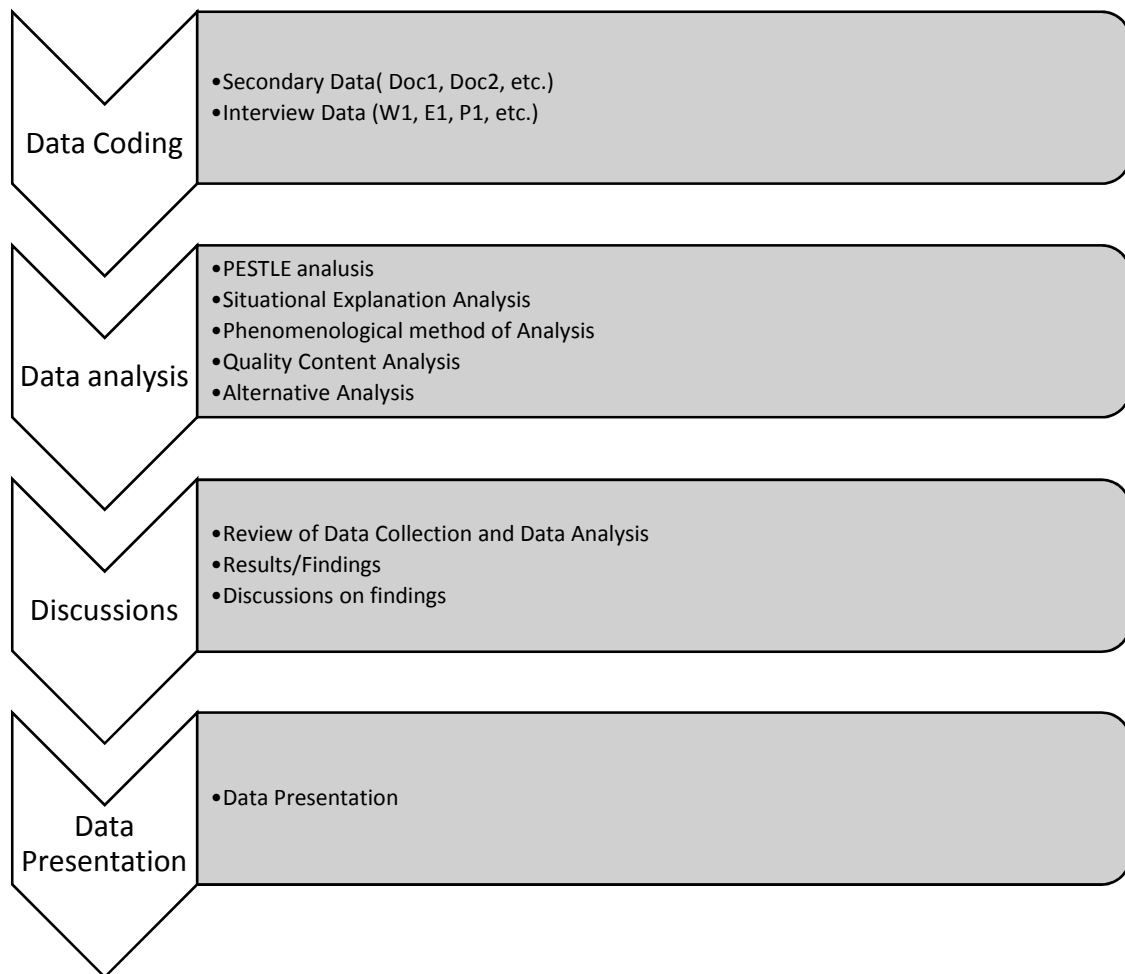 Data Coding
•Secondary Data( Doc1, Doc2, etc.)
•Interview Data (W1, E1, P1, etc.)
Data analysis
•PESTLE analusis
•Situational Explanation Analysis
•Phenomenological method of Analysis
•Quality Content Analysis
•Alternative Analysis
Discussions
•Review of Data Collection and Data Analysis
•Results/Findings
•Discussions on findings
Data
Presentation
•Data Presentation